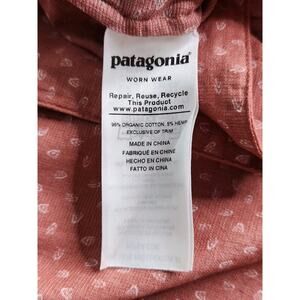 patagonia®
WORN WEAR
Repair, Reuse, Recycle
This Product
www.patagonia.com
95% ORGANIC COTTON, 5% HEMP
EXCLUSIVE OF TRIM
MADE IN CHINA
FABRIQUÉ EN CHINE
HECHO EN CHINA
FATTO IN CINA